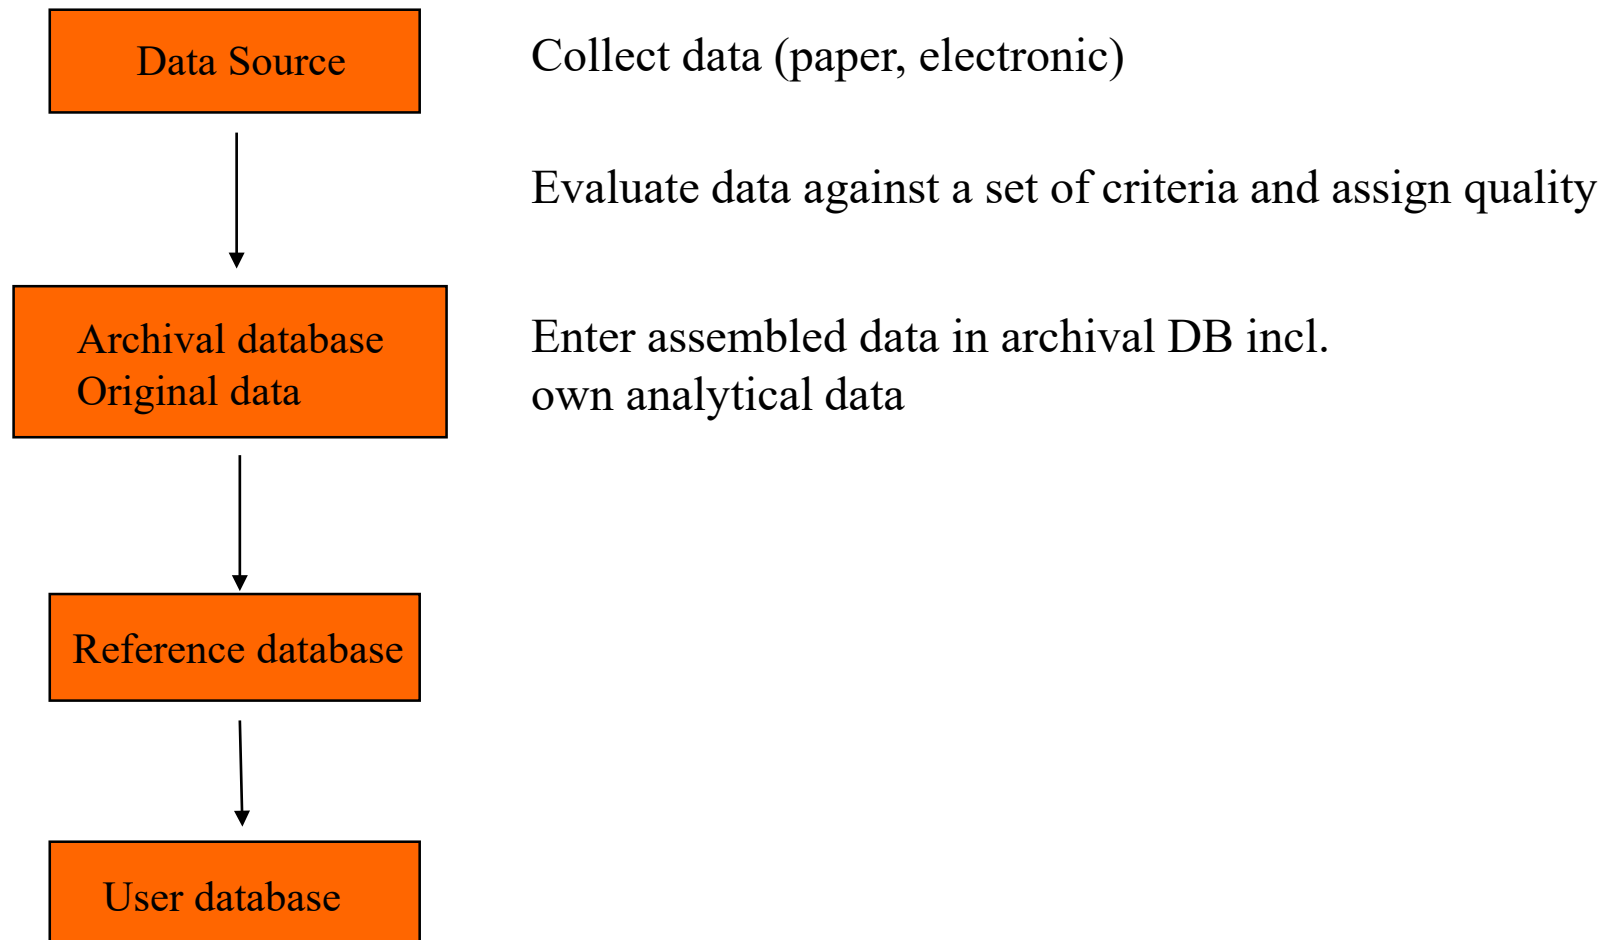 Data Source
Collect data (paper, electronic)
Evaluate data against a set of criteria and assign quality
Archival database
Original data
Enter assembled data in archival DB incl.
own analytical data
Reference database
User database